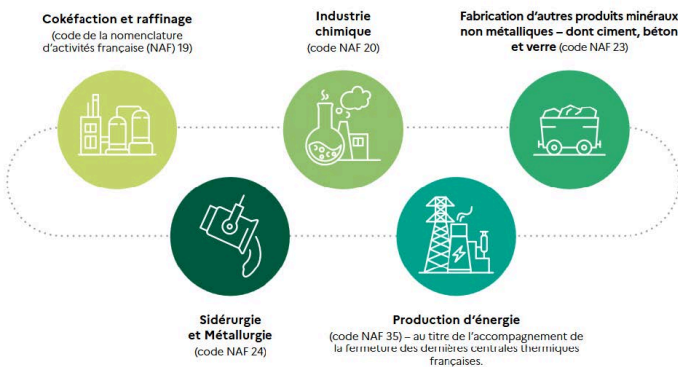 Cokéfaction et raffinage
(code de la nomenclature
d'activités française (NAF) 19)
Industrie
chimique
(code NAF 20)
Fabrication d'autres produits minéraux
non métalliques – dont ciment, béton
et verre (code NAF 23)
Sidérurgie
et Métallurgie
(code NAF 24)
Production d'énergie
(code NAF 35) – au titre de l'accompagnement de
la fermeture des dernières centrales thermiques
françaises.